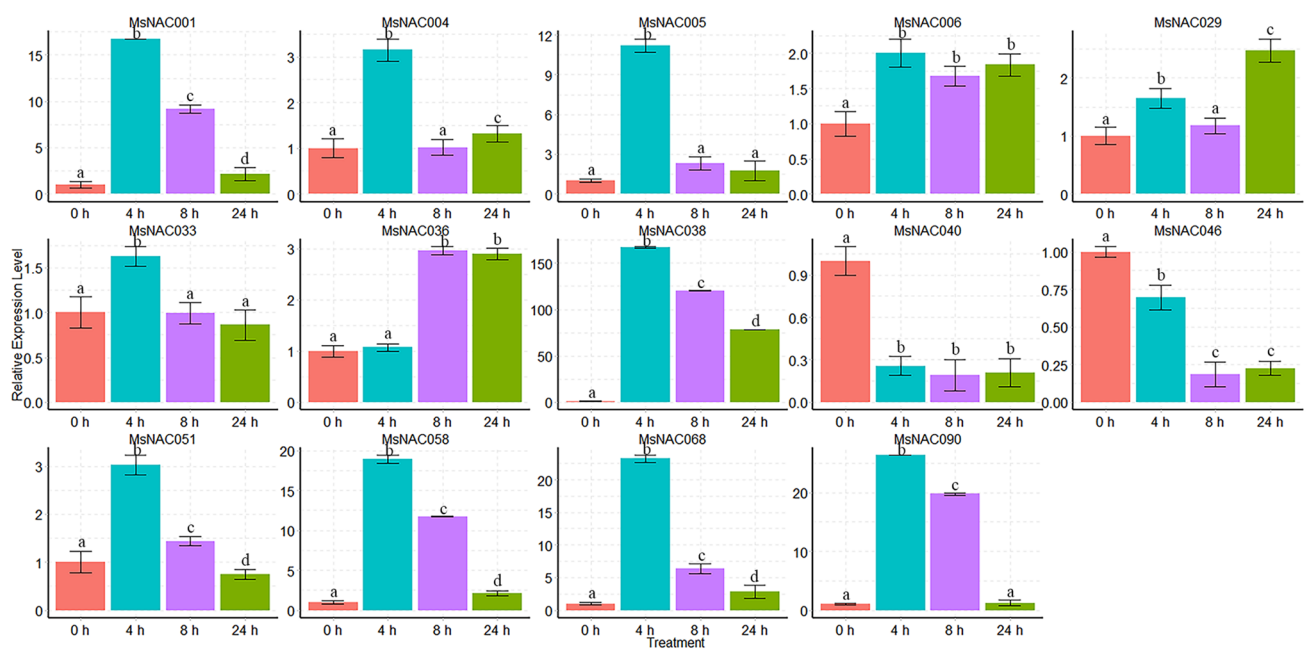 MsNAC001 MsNAC004 MsNAC005 MsNAC006 MsNAC029
15 10 5 0 a b c d
3 2 1 0 a b a c
12 9 6 3 0 a b a a
2.0 1.5 1.0 0.5 0.0 a b b b
2 1 0 a b a c
0 h 4 h 8 h 24 h 0 h 4 h 8 h 24 h 0 h 4 h 8 h 24 h 0 h 4 h 8 h 24 h 0 h 4 h 8 h 24 h
Relative Expression Level
MsNAC033 MsNAC036 MsNAC038 MsNAC040 MsNAC046
1.5 1.0 0.5 0.0 a b a a
3 2 1 0 a a b b
150 100 50 0 a b c d
0.9 0.6 0.3 0.0 a b b b
1.00 0.75 0.50 0.25 0.00 a b c c
0 h 4 h 8 h 24 h 0 h 4 h 8 h 24 h 0 h 4 h 8 h 24 h 0 h 4 h 8 h 24 h 0 h 4 h 8 h 24 h
MsNAC051 MsNAC058 MsNAC068 MsNAC090
3 2 1 0 a b c d
20 15 10 5 0 a b c d
20 15 10 5 0 a b c d
20 10 0 a b c a
0 h 4 h 8 h 24 h 0 h 4 h 8 h 24 h 0 h 4 h 8 h 24 h 0 h 4 h 8 h 24 h
Treatment